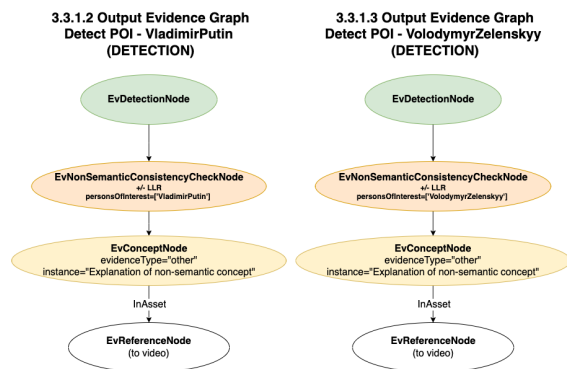 3.3.1.2 Output Evidence Graph
Detect POI - VladimirPutin
(DETECTION)
EvDetectionNode
EvNonSemanticConsistencyCheckNode
+/- LLR
personsOfInterest=['VladimirPutin']
EvConceptNode
evidenceType="other"
instance="Explanation of non-semantic concept"
InAsset
EvReferenceNode
(to video)
3.3.1.3 Output Evidence Graph
Detect POI - VolodymyrZelenskyy
(DETECTION)
EvDetectionNode
EvNonSemanticConsistencyCheckNode
+/- LLR
personsOfInterest=['VolodymyrZelenskyy']
EvConceptNode
evidenceType="other"
instance="Explanation of non-semantic concept"
InAsset
EvReferenceNode
(to video)